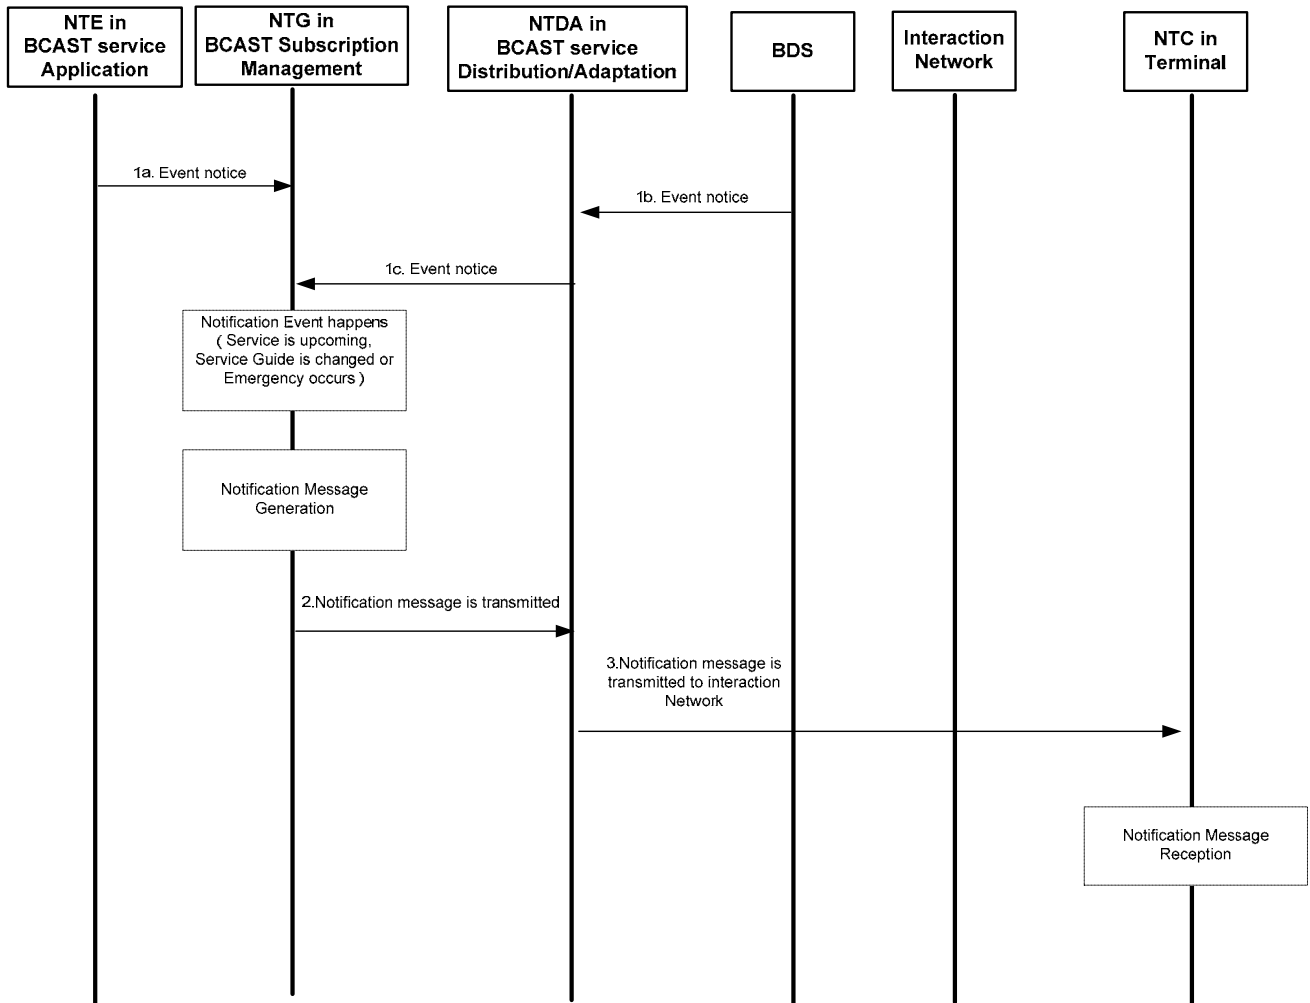 NTE in
BCAST service
Application
NTG in
BCAST Subscription
Management
NTDA in
BCAST service
Distribution/Adaptation
BDS
Interaction
Network
NTC in
Terminal
1a. Event notice
1b. Event notice
1c. Event notice
Notification Event happens
( Service is upcoming,
Service Guide is changed or
Emergency occurs )
Notification Message
Generation
2.Notification message is transmitted
3.Notification message is
transmitted to interaction
Network
Notification Message
Reception